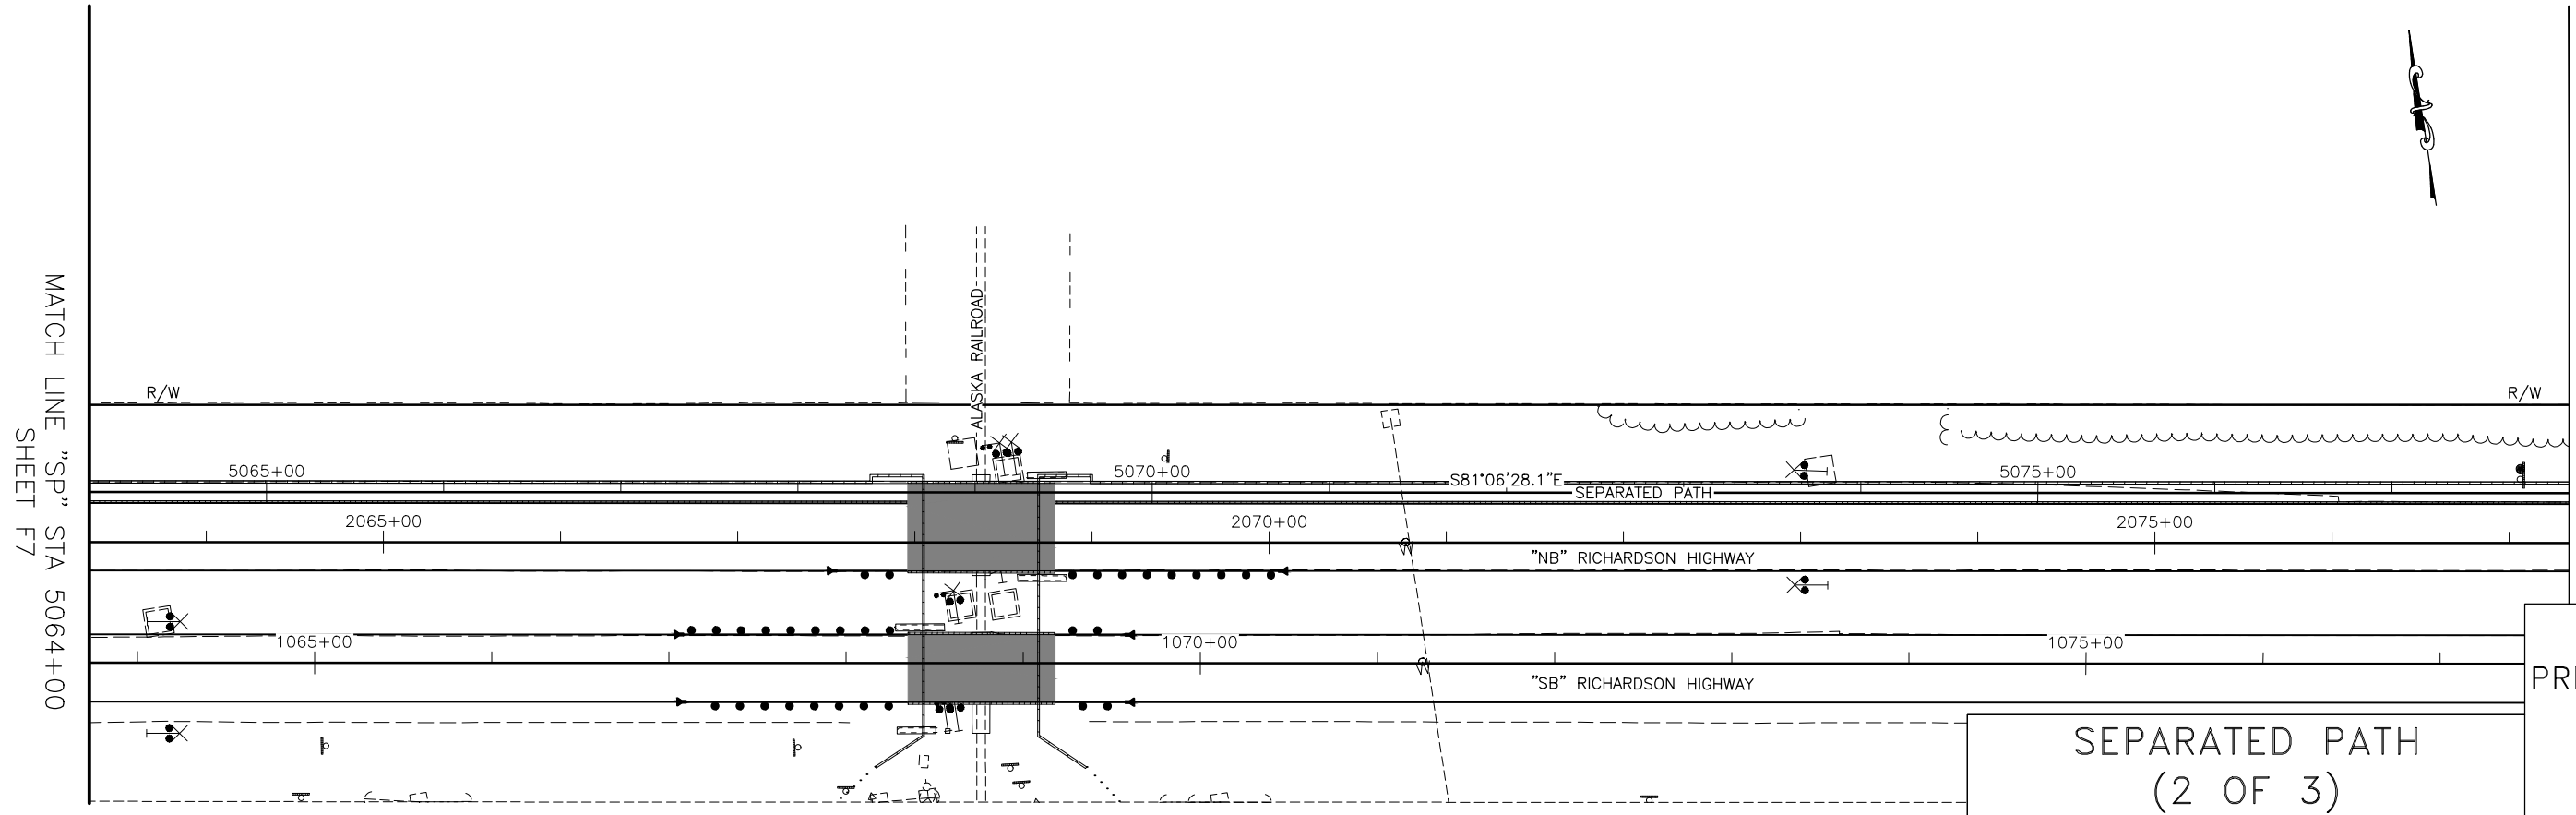 MATCH LINE "SP" STA 5064+00
SHEET F7
ALASKA RAILROAD
R/W
R/W
5065+00
5070+00
5075+00
S81°06'28.1"E
SEPARATED PATH
2065+00
2070+00
2075+00
"NB" RICHARDSON HIGHWAY
1065+00
1070+00
1075+00
"SB" RICHARDSON HIGHWAY
PRE
SEPARATED PATH
(2 OF 3)